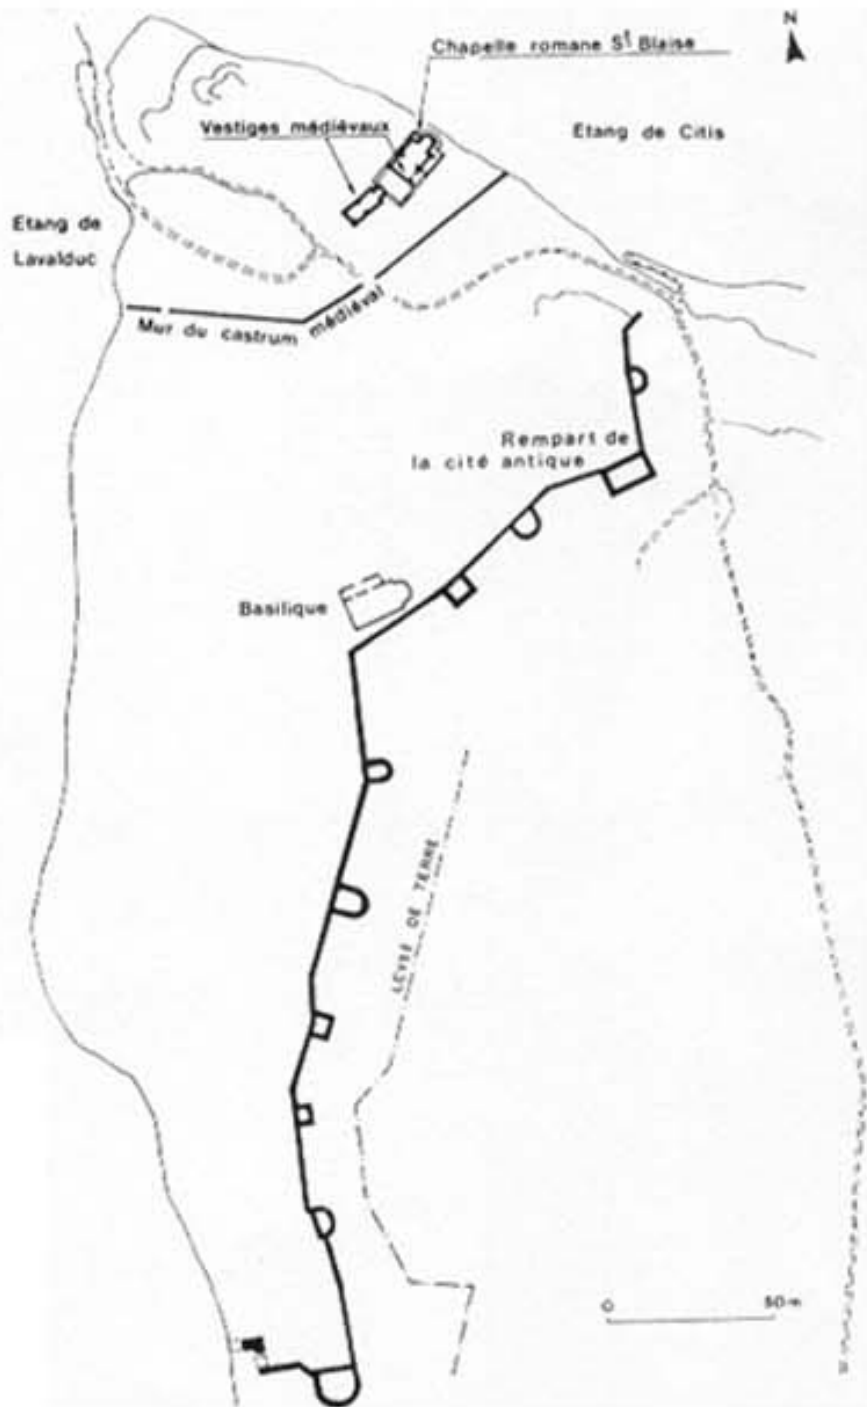 N
Chapelle romane St Blaise
Vestiges médiévaux
Etang de Citis
Etang de
Lavalduc
Mur du castrum médiéval
Rempart de
la cité antique
Basilique
LEVÉE DE TERRE
0 50 m